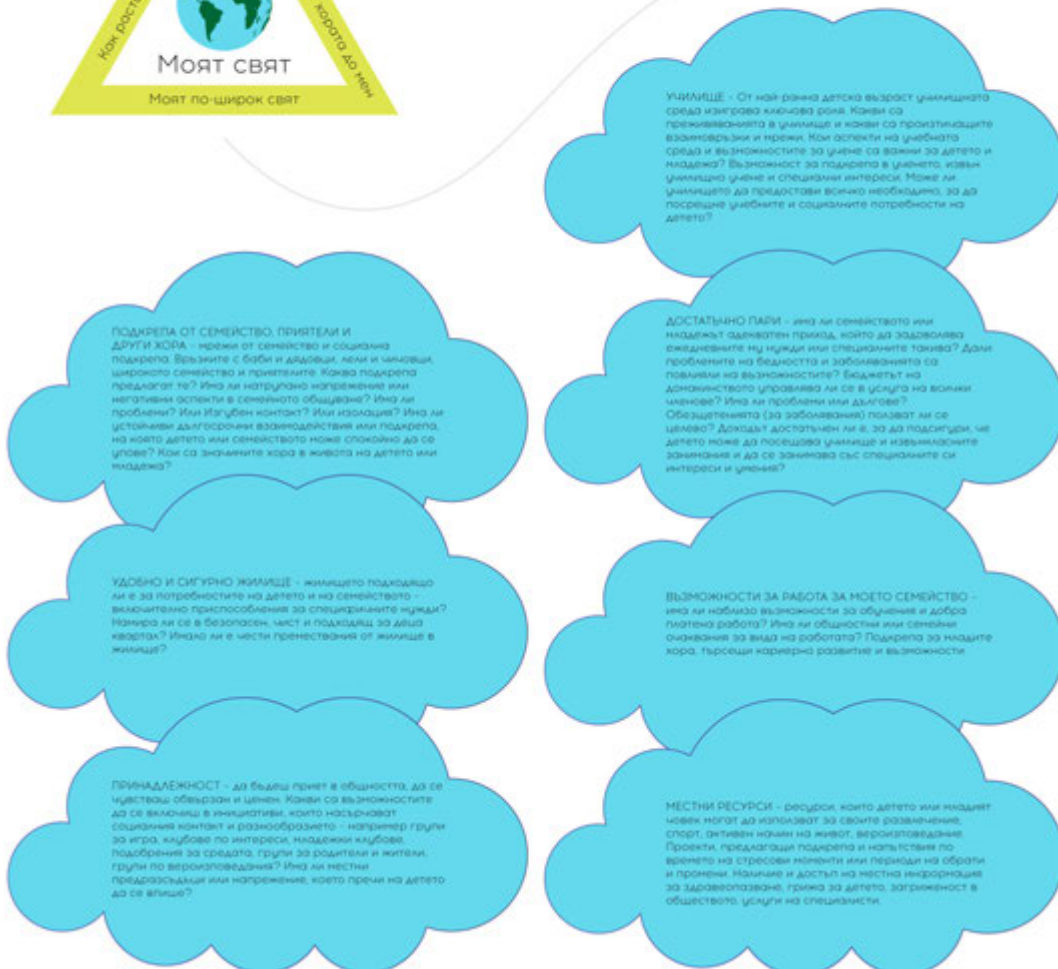 Как расте
хората до мен
Моят свят
Моят по-широк свят
УЧИЛИЩЕ - От най-ранна детска възраст училищната
среда изиграва ключова роля. Какви са
преживяванията в училище и какви са произтичащите
взаимовръзки и мрежи. Кои аспекти на учебната
среда и възможностите за учене са важни за детето и
младежа? Възможност за подкрепа в ученето, извън
училищно учене и специални интереси. Може ли
училището да предостави всичко необходимо, за да
посрещне учебните и социалните потребности на
детето?
ПОДКРЕПА ОТ СЕМЕЙСТВО, ПРИЯТЕЛИ И
ДРУГИ ХОРА - мрежи от семейство и социална
подкрепа. Връзките с баби и дядовци, лели и чичовци,
широкото семейство и приятелите. Каква подкрепа
предлагат те? Има ли натрупано напрежение или
негативни аспекти в семейното общуване? Има ли
проблеми? Или Изгубен контакт? Или изолация? Има ли
устойчиви дългосрочни взаимодействия или подкрепа,
на която детето или семейството може спокойно да се
упове? Кои са значимите хора в живота на детето или
младежа?
ДОСТАТЪЧНО ПАРИ - има ли семейството или
младежът адекватен приход, който да задоволява
ежедневните му нужди или специалните такива? Дали
проблемите на бедността и заболяванията са
повлияли на възможностите? Бюджетът на
домакинството управлява ли се в услуга на всички
членове? Има ли проблеми или дългове?
Обезщетенията (за заболявания) ползват ли се
целево? Доходът достатъчен ли е, за да подсигури, че
детето може да посещава училище и извънкласните
занимания и да се занимава със специалните си
интереси и умения?
УДОБНО И СИГУРНО ЖИЛИЩЕ - жилището подходящо
ли е за потребностите на детето и на семейството -
включително приспособления за специфичните нужди?
Намира ли се в безопасен, чист и подходящ за деца
квартал? Имало ли е чести премествания от жилище в
жилище?
ВЪЗМОЖНОСТИ ЗА РАБОТА ЗА МОЕТО СЕМЕЙСТВО -
има ли наблизо възможности за обучения и добра
платена работа? Има ли общностни или семейни
очаквания за вида на работата? Подкрепа за младите
хора, търсещи кариерно развитие и възможности.
ПРИНАДЛЕЖНОСТ - да бъдеш приет в общността, да се
чувстваш обвързан и ценен. Какви са възможностите
да се включиш в инициативи, които насърчават
социалния контакт и разнообразието - например групи
за игра, клубове по интереси, младежки клубове,
подобрения за средата, групи за родители и жители,
групи по вероизповедания? Има ли местни
предразсъдъци или напрежение, което пречи на детето
да се впише?
МЕСТНИ РЕСУРСИ - ресурси, които детето или младият
човек могат да използват за своите развлечение,
спорт, активен начин на живот, вероизповедание.
Проекти, предлагащи подкрепа и напътствия по
времето на стресови моменти или периоди на обрати
и промени. Наличие и достъп на местна информация
за здравеопазване, грижа за детето, загриженост в
обществото, услуги на специалисти.